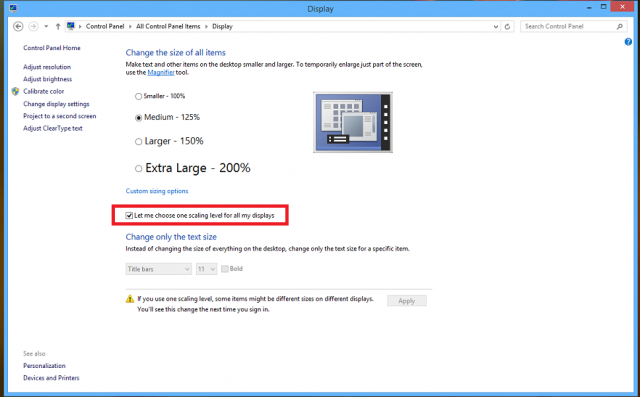 Display
Control Panel ▸ All Control Panel Items ▸ Display
Search Control Panel
Control Panel Home
Adjust resolution
Adjust brightness
Calibrate color
Change display settings
Project to a second screen
Adjust ClearType text
Change the size of all items
Make text and other items on the desktop smaller and larger. To temporarily enlarge just part of the screen,
use the Magnifier tool.
Smaller - 100%
Medium - 125%
Larger - 150%
Extra Large - 200%
Custom sizing options
Let me choose one scaling level for all my displays
Change only the text size
Instead of changing the size of everything on the desktop, change only the text size for a specific item.
Title bars 11 Bold
If you use one scaling level, some items might be different sizes on different displays.
You'll see this change the next time you sign in.
Apply
See also
Personalization
Devices and Printers